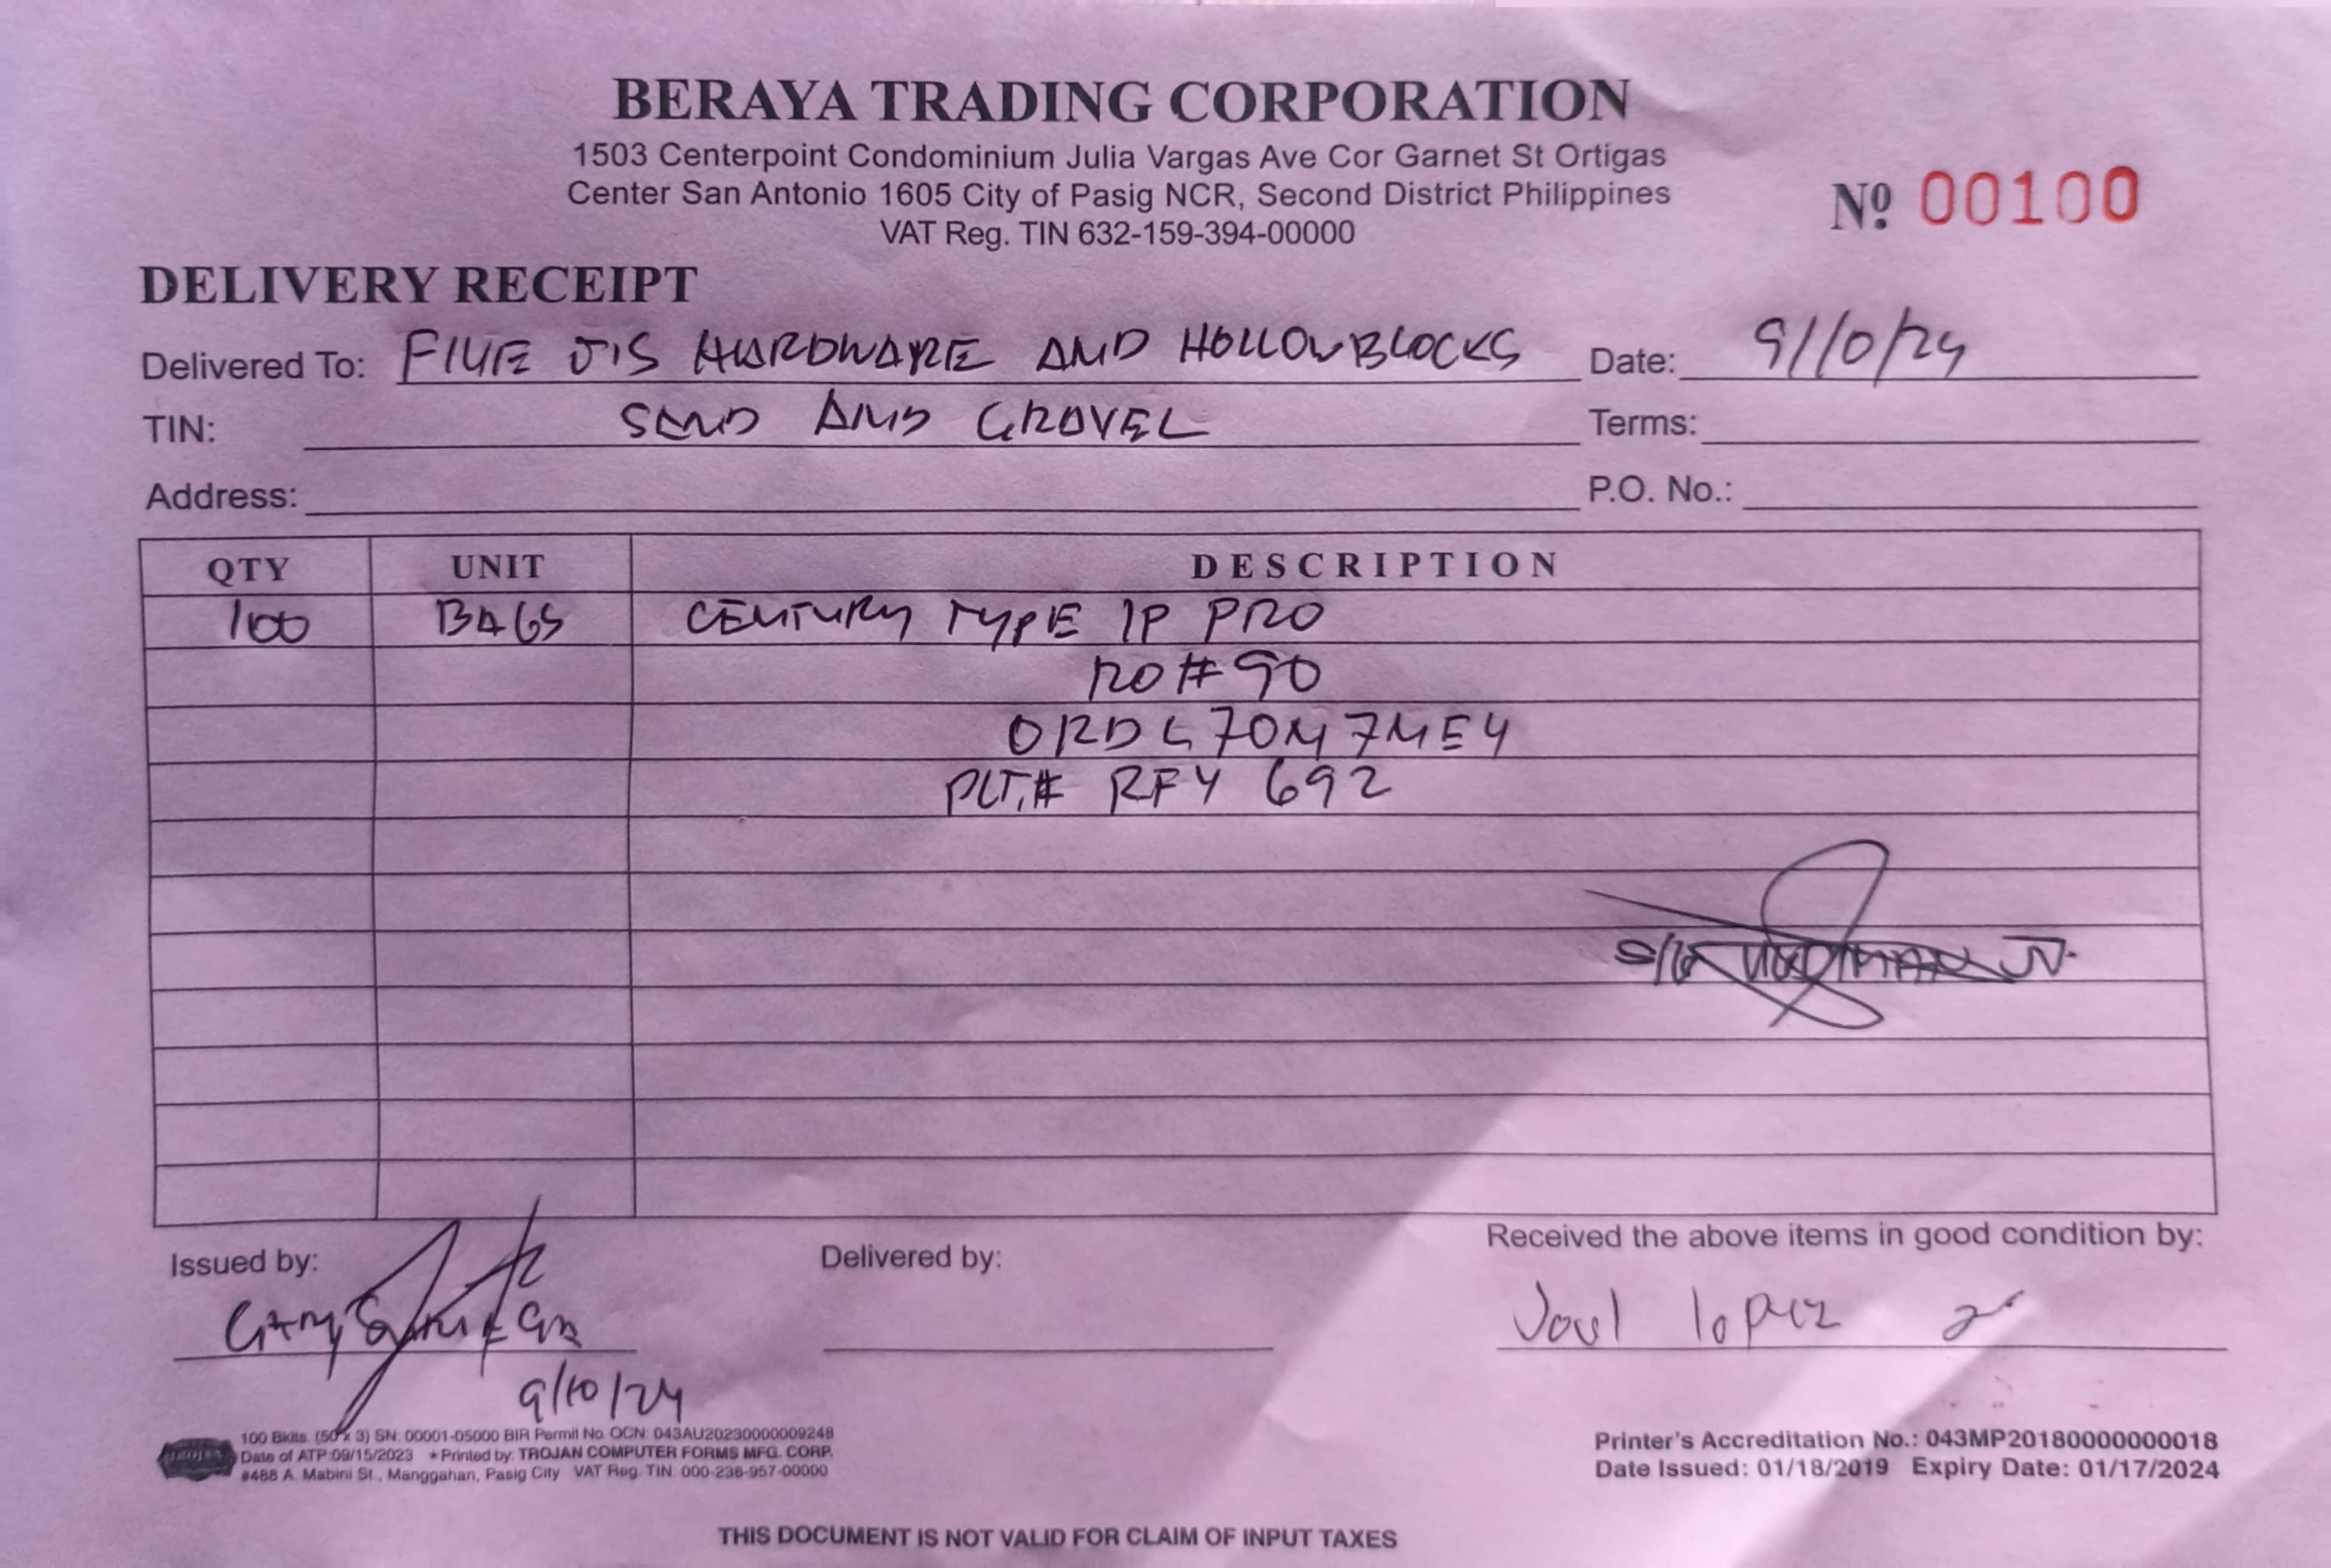 BERAYA TRADING CORPORATION
1503 Centerpoint Condominium Julia Vargas Ave Cor Garnet St Ortigas
Center San Antonio 1605 City of Pasig NCR, Second District Philippines
VAT Reg. TIN 632-159-394-00000
Nº 00100
DELIVERY RECEIPT
Delivered To: FIVE J'S HARDWARE AND HOLLOWBLOCKS Date: 9/10/24
TIN: SAND AND GRAVEL Terms:
Address: P.O. No.:
QTY UNIT DESCRIPTION
100 BAGS CENTURY TYPE 1P PRO
RO#90
PLT.# RFY 692
Issued by: Delivered by: Received the above items in good condition by:
Lopez
9/10/24
100 Bklts. (50 x 3) SN: 00001-05000 BIR Permit No. OCN: 043AU20230000009248
Date of ATP:09/15/2023 *Printed by: TROJAN COMPUTER FORMS MFG. CORP.
#488 A. Mabini St., Manggahan, Pasig City VAT Reg. TIN: 000-238-957-00000
Printer's Accreditation No.: 043MP20180000000018
Date Issued: 01/18/2019 Expiry Date: 01/17/2024
THIS DOCUMENT IS NOT VALID FOR CLAIM OF INPUT TAXES